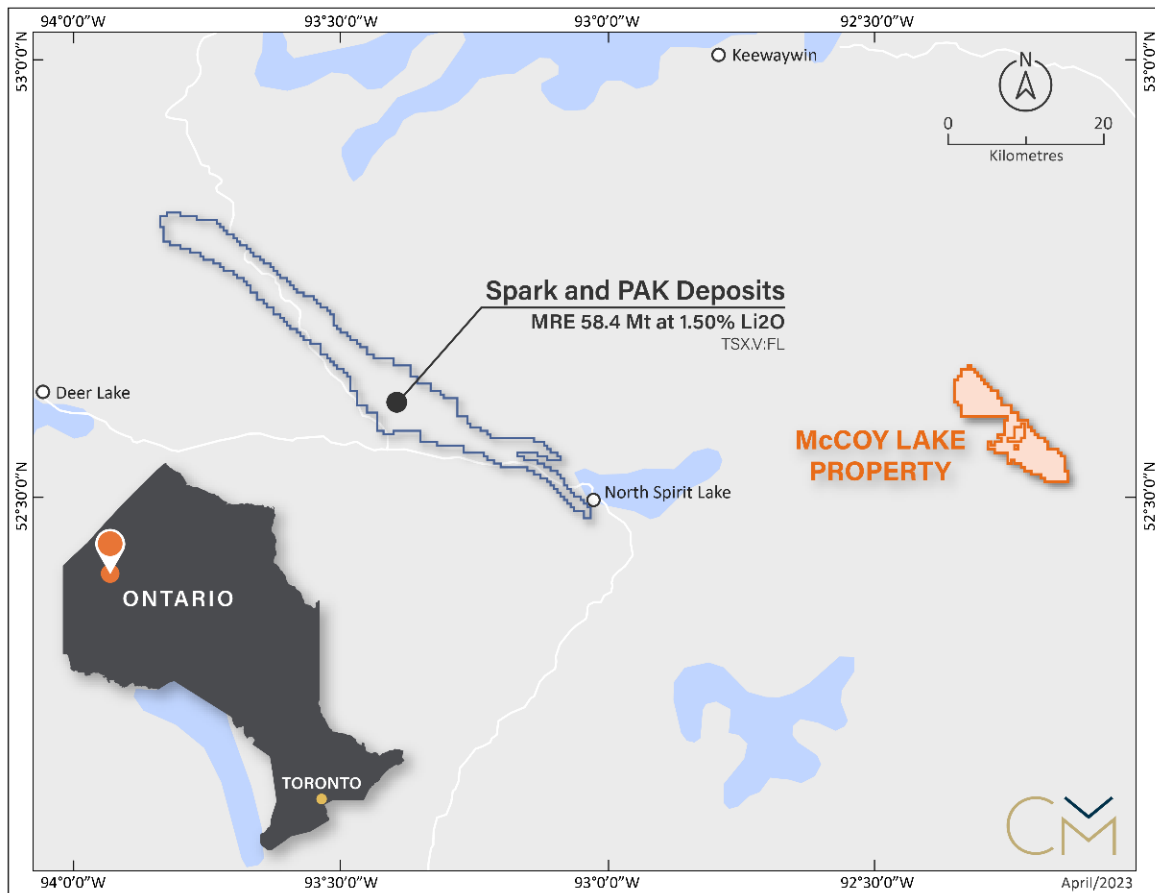 94°0'0"W
93°30'0"W
93°0'0"W
92°30'0"W
53°0'0"N
53°0'0"N
Keewaywin
N
0 20
Kilometres
Spark and PAK Deposits
MRE 58.4 Mt at 1.50% Li2O
TSX.V:FL
Deer Lake
McCOY LAKE
PROPERTY
North Spirit Lake
52°30'0"N
52°30'0"N
ONTARIO
TORONTO
CVM
94°0'0"W
93°30'0"W
93°0'0"W
92°30'0"W
April/2023